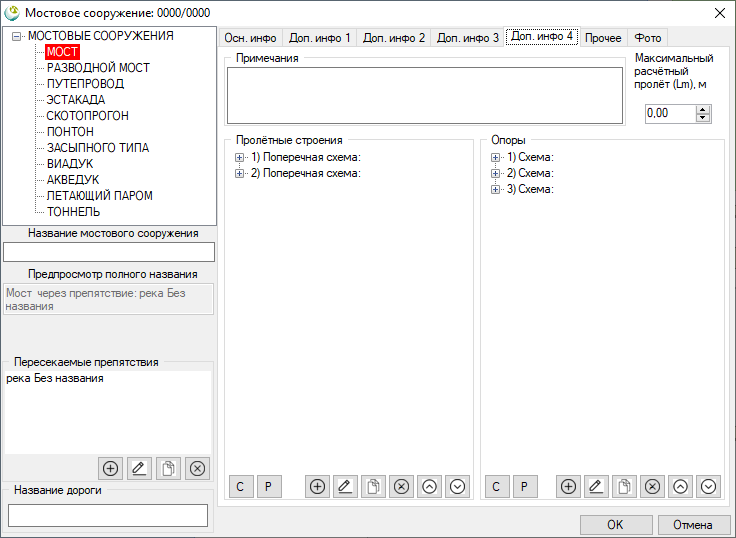 Мостовое сооружение: 0000/0000
МОСТОВЫЕ СООРУЖЕНИЯ
МОСТ
РАЗВОДНОЙ МОСТ
ПУТЕПРОВОД
ЭСТАКАДА
СКОТОПРОГОН
ПОНТОН
ЗАСЫПНОГО ТИПА
ВИАДУК
АКВЕДУК
ЛЕТАЮЩИЙ ПАРОМ
ТОННЕЛЬ
Название мостового сооружения
Предпросмотр полного названия
Мост  через препятствие: река Без
названия
Пересекаемые препятствия
река Без названия
Название дороги
Осн. инфо
Доп. инфо 1
Доп. инфо 2
Доп. инфо 3
Доп. инфо 4
Прочее
Фото
Примечания
Максимальный
расчётный
пролёт (Lm), м
0,00
Пролётные строения
1) Поперечная схема:
2) Поперечная схема:
С
Р
Опоры
1) Схема:
2) Схема:
3) Схема:
С
Р
OK
Отмена